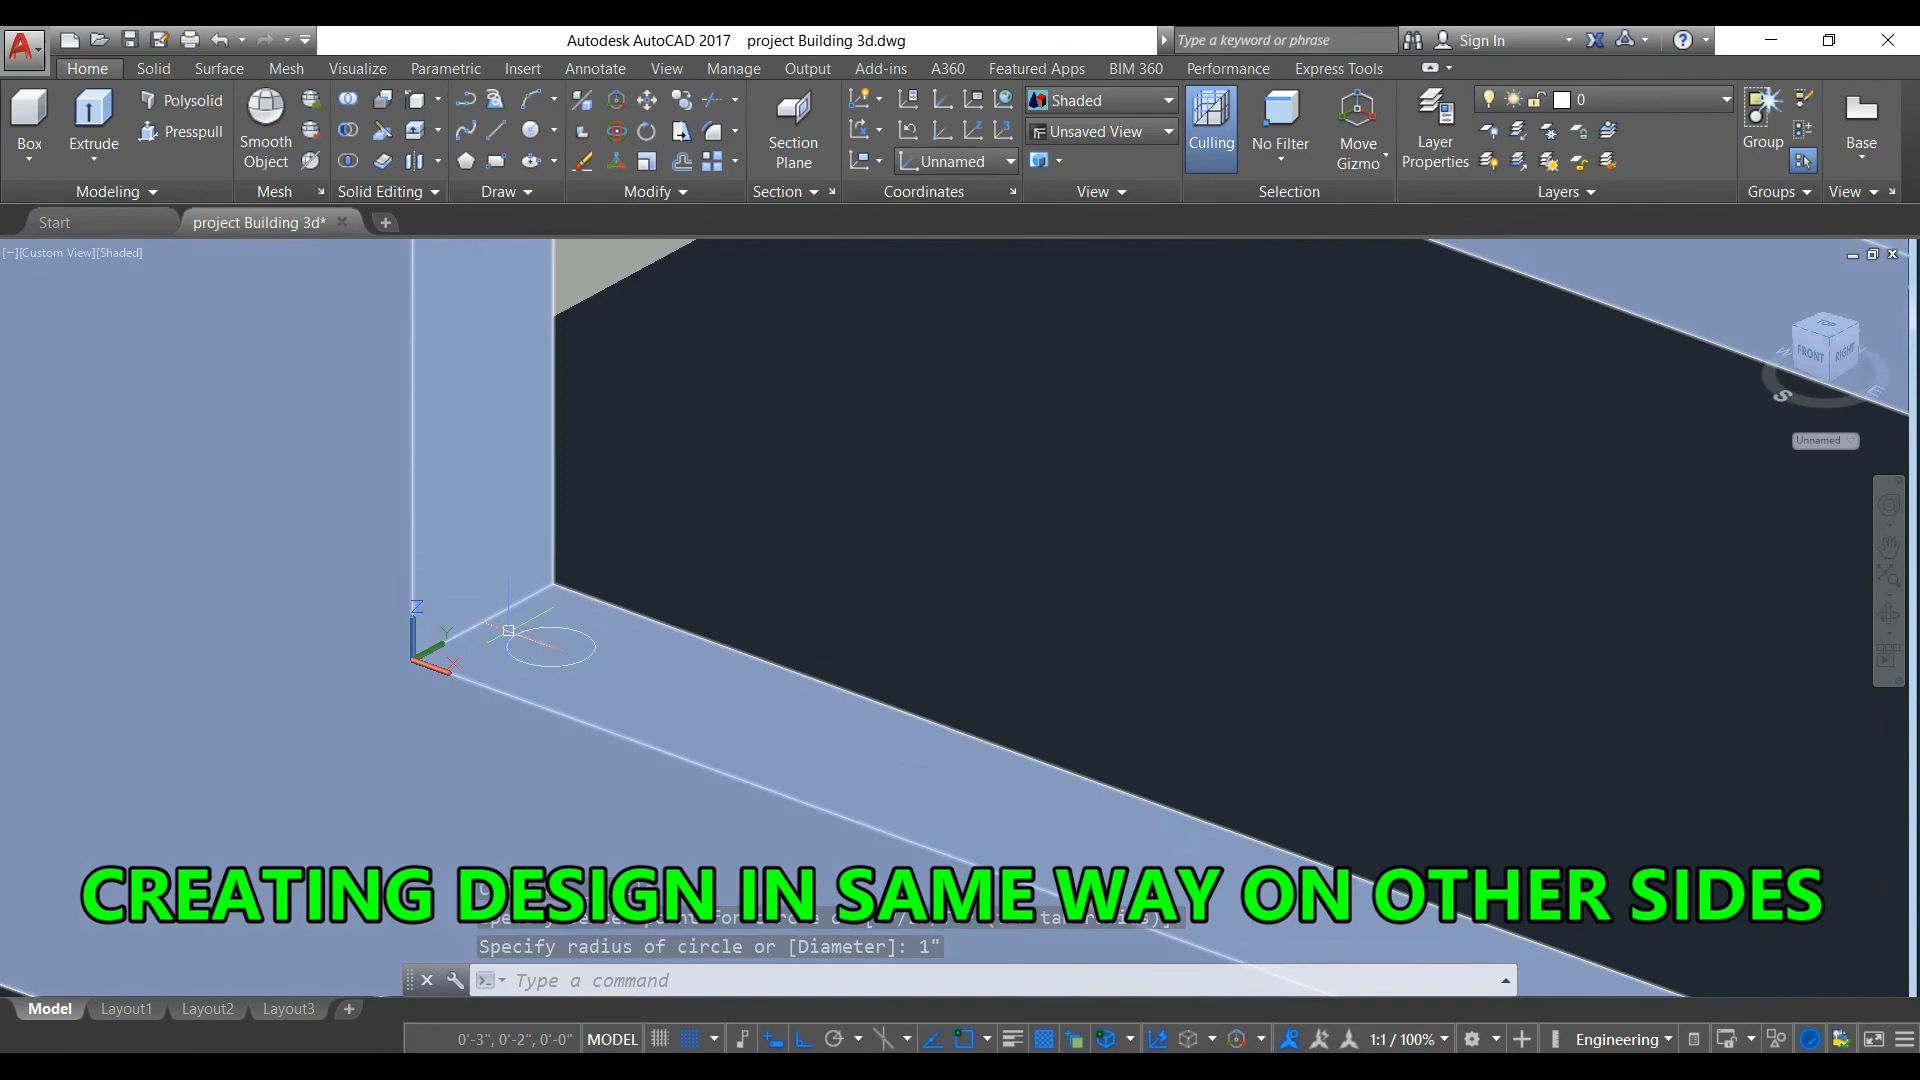 Autodesk AutoCAD 2017 project Building 3d.dwg
Type a keyword or phrase
Sign In
Home Solid Surface Mesh Visualize Parametric Insert Annotate View Manage Output Add-ins A360 Featured Apps BIM 360 Performance Express Tools
Box
Extrude
Polysolid
Presspull
Smooth Object
Section Plane
Unnamed
Shaded
Unsaved View
Culling
No Filter
Move Gizmo
Layer Properties
0
Group
Base
Modeling Mesh Solid Editing Draw Modify Section Coordinates View Selection Layers Groups View
Start project Building 3d*
[−][Custom View][Shaded]
TOP
FRONT RIGHT
W
S
E
Unnamed
Z
Y
X
CREATING DESIGN IN SAME WAY ON OTHER SIDES
Specify radius of circle or [Diameter]: 1"
Type a command
Model Layout1 Layout2 Layout3
0'-3", 0'-2", 0'-0" MODEL 1:1 / 100% Engineering